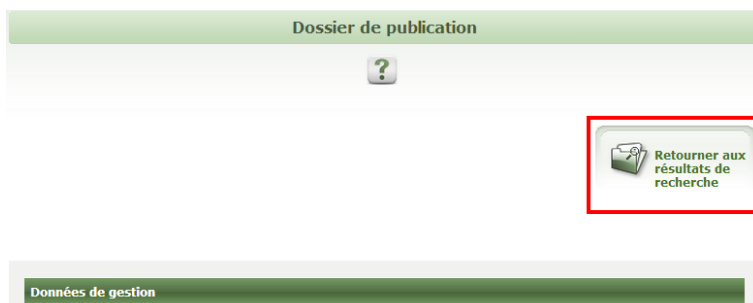 Dossier de publication
?
Retourner aux
résultats de
recherche
Données de gestion